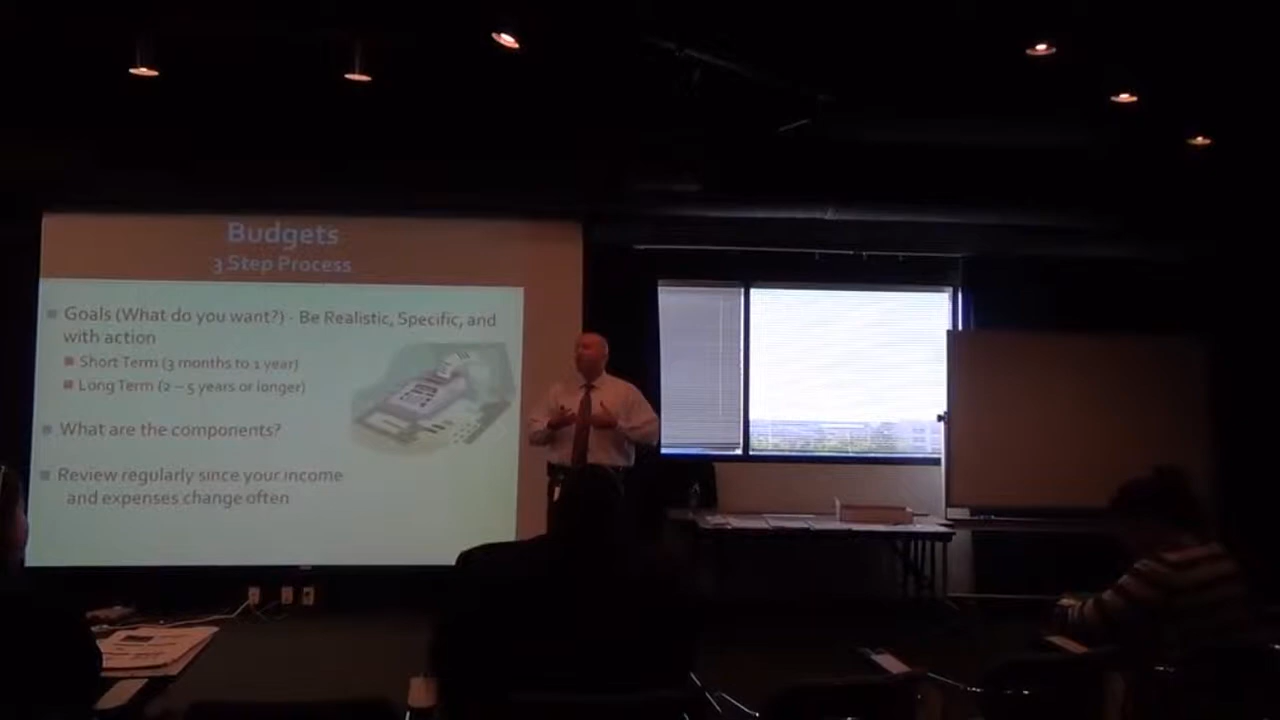 Budgets
3 Step Process
Goals (What do you want?) - Be Realistic, Specific, and
with action
Short Term (3 months to 1 year)
Long Term (2 – 5 years or longer)
What are the components?
Review regularly since your income
and expenses change often